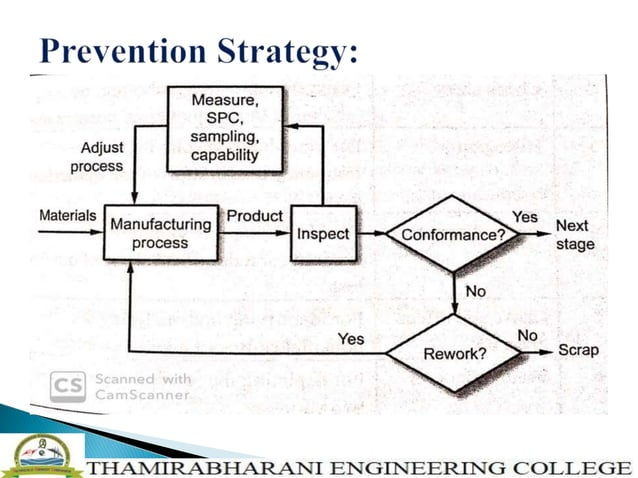 Prevention Strategy:
Measure,
SPC,
sampling,
capability
Adjust
process
Materials
Manufacturing
process
Product
Inspect
Conformance?
Yes
Next
stage
No
Yes
Rework?
No
Scrap
CS
Scanned with
CamScanner
THAMIRABHARANI ENGINEERING COLLEGE